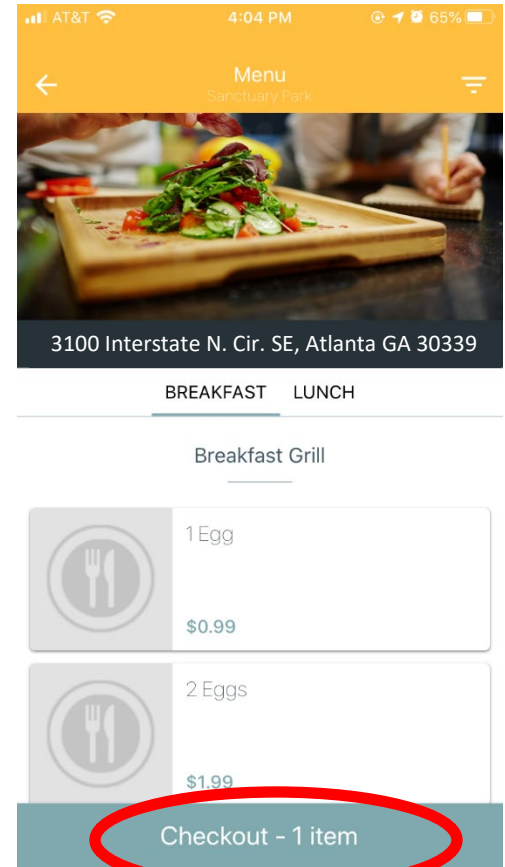 AT&T 4:04 PM 65%
Menu
Sanctuary Park
3100 Interstate N. Cir. SE, Atlanta GA 30339
BREAKFAST LUNCH
Breakfast Grill
1 Egg
$0.99
2 Eggs
$1.99
Checkout - 1 item